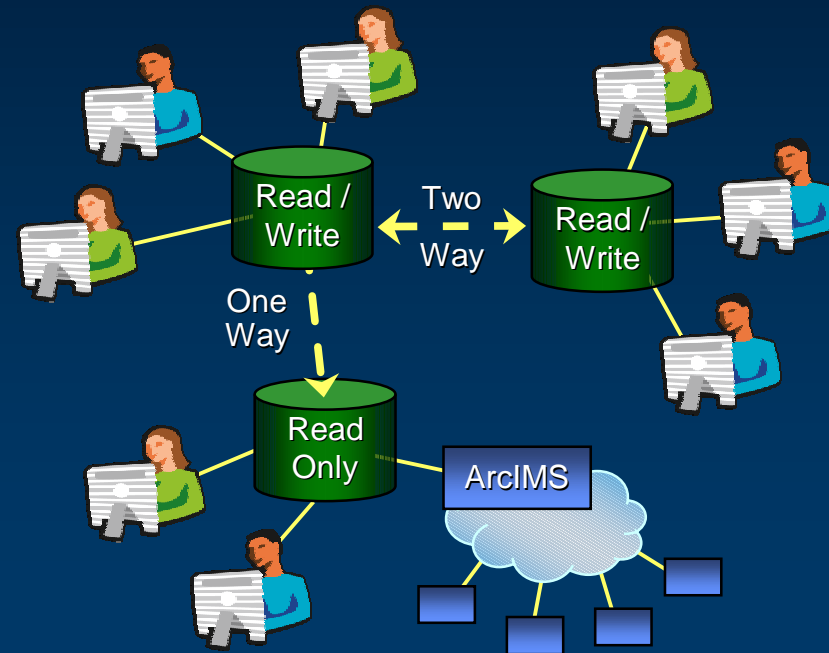 Read /
Write
Two
Way
Read /
Write
One
Way
Read
Only
ArcIMS